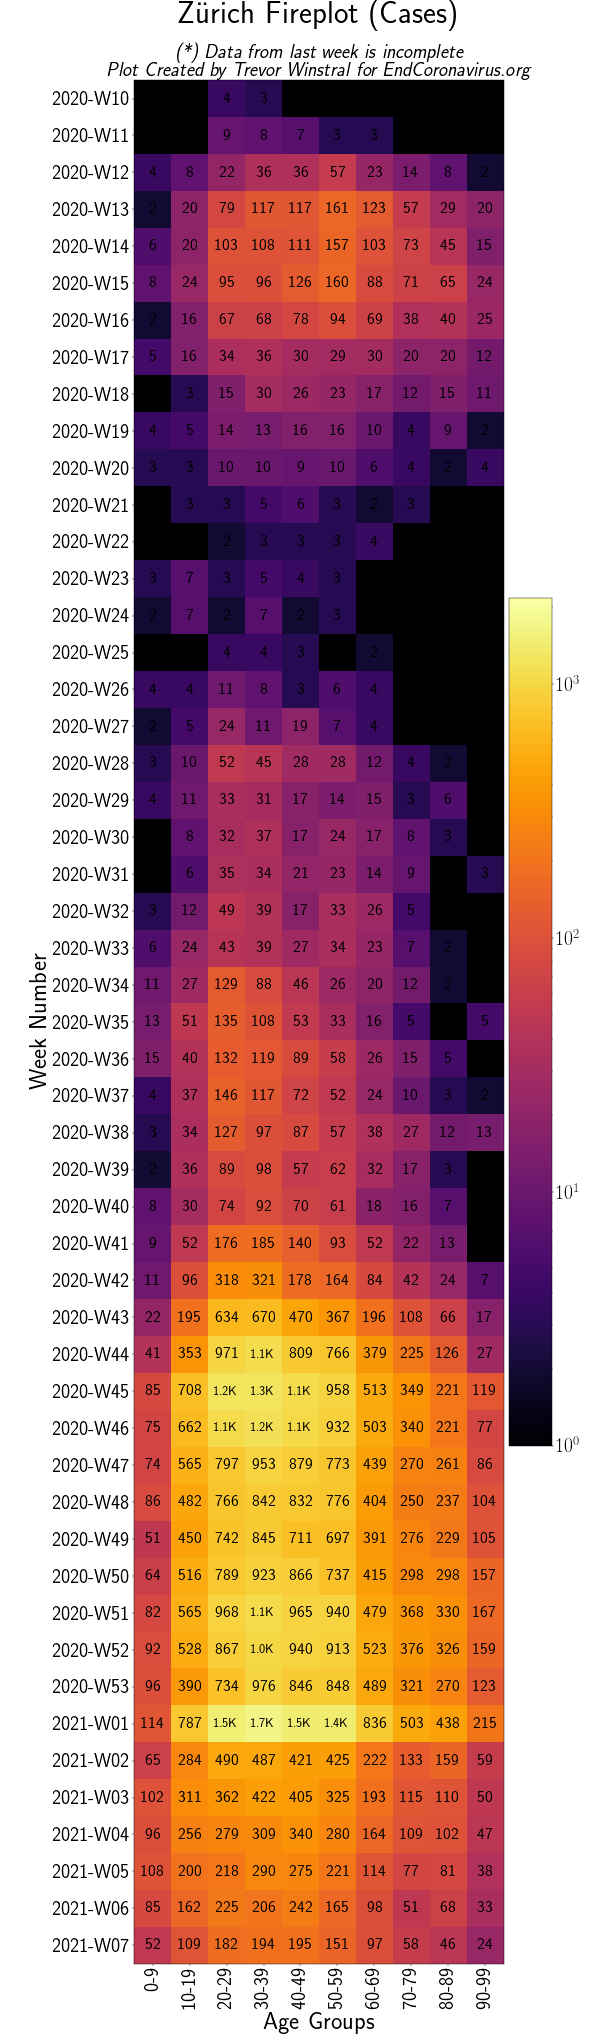 Zürich Fireplot (Cases)
(*) Data from last week is incomplete
Plot Created by Trevor Winstral for EndCoronavirus.org
2020-W10 4 3
2020-W11 9 8 7 3 3
2020-W12 4 8 22 36 36 57 23 14 8 2
2020-W13 2 20 79 117 117 161 123 57 29 20
2020-W14 6 20 103 108 111 157 103 73 45 15
2020-W15 8 24 95 96 126 160 88 71 65 24
2020-W16 2 16 67 68 78 94 69 38 40 25
2020-W17 5 16 34 36 30 29 30 20 20 12
2020-W18 3 15 30 26 23 17 12 15 11
2020-W19 4 5 14 13 16 16 10 4 9 2
2020-W20 3 3 10 10 9 10 6 4 2 4
2020-W21 3 3 5 6 3 2 3
2020-W22 2 3 3 3 4
2020-W23 3 7 3 5 4 3
2020-W24 2 7 2 7 2 3
2020-W25 4 4 3 2
2020-W26 4 4 11 8 3 6 4
2020-W27 2 5 24 11 19 7 4
2020-W28 3 10 52 45 28 28 12 4 2
2020-W29 4 11 33 31 17 14 15 3 6
2020-W30 8 32 37 17 24 17 8 3
2020-W31 6 35 34 21 23 14 9 3
2020-W32 3 12 49 39 17 33 26 5
2020-W33 6 24 43 39 27 34 23 7 2
2020-W34 11 27 129 88 46 26 20 12 2
2020-W35 13 51 135 108 53 33 16 5 5
2020-W36 15 40 132 119 89 58 26 15 5
2020-W37 4 37 146 117 72 52 24 10 3 2
2020-W38 3 34 127 97 87 57 38 27 12 13
2020-W39 2 36 89 98 57 62 32 17 3
2020-W40 8 30 74 92 70 61 18 16 7
2020-W41 9 52 176 185 140 93 52 22 13
2020-W42 11 96 318 321 178 164 84 42 24 7
2020-W43 22 195 634 670 470 367 196 108 66 17
2020-W44 41 353 971 1.1K 809 766 379 225 126 27
2020-W45 85 708 1.2K 1.3K 1.1K 958 513 349 221 119
2020-W46 75 662 1.1K 1.2K 1.1K 932 503 340 221 77
2020-W47 74 565 797 953 879 773 439 270 261 86
2020-W48 86 482 766 842 832 776 404 250 237 104
2020-W49 51 450 742 845 711 697 391 276 229 105
2020-W50 64 516 789 923 866 737 415 298 298 157
2020-W51 82 565 968 1.1K 965 940 479 368 330 167
2020-W52 92 528 867 1.0K 940 913 523 376 326 159
2020-W53 96 390 734 976 846 848 489 321 270 123
2021-W01 114 787 1.5K 1.7K 1.5K 1.4K 836 503 438 215
2021-W02 65 284 490 487 421 425 222 133 159 59
2021-W03 102 311 362 422 405 325 193 115 110 50
2021-W04 96 256 279 309 340 280 164 109 102 47
2021-W05 108 200 218 290 275 221 114 77 81 38
2021-W06 85 162 225 206 242 165 98 51 68 33
2021-W07 52 109 182 194 195 151 97 58 46 24
0-9 10-19 20-29 30-39 40-49 50-59 60-69 70-79 80-89 90-99
Age Groups
Week Number
10³
10²
10¹
10⁰